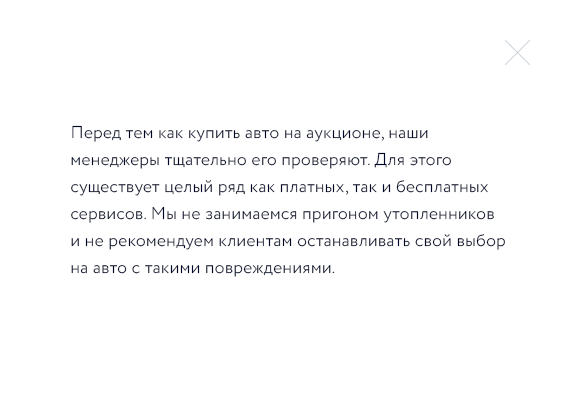 Перед тем как купить авто на аукционе, наши
менеджеры тщательно его проверяют. Для этого
существует целый ряд как платных, так и бесплатных
сервисов. Мы не занимаемся пригоном утопленников
и не рекомендуем клиентам останавливать свой выбор
на авто с такими повреждениями.